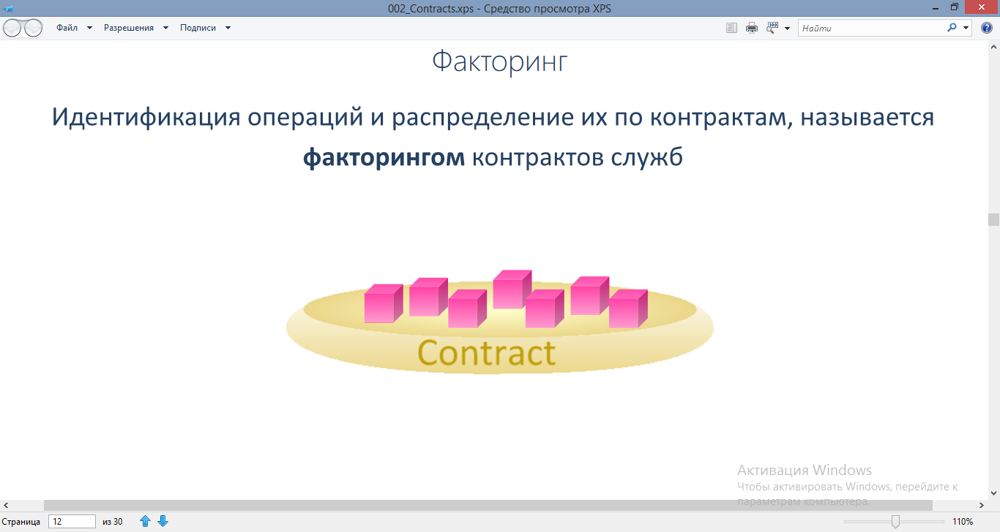 002_Contracts.xps - Средство просмотра XPS
Файл Разрешения Подписи
100
Найти
Факторинг
Идентификация операций и распределение их по контрактам, называется
факторингом контрактов служб
Contract
Активация Windows
Чтобы активировать Windows, перейдите к
параметрам компьютера.
Страница 12 из 30 110%